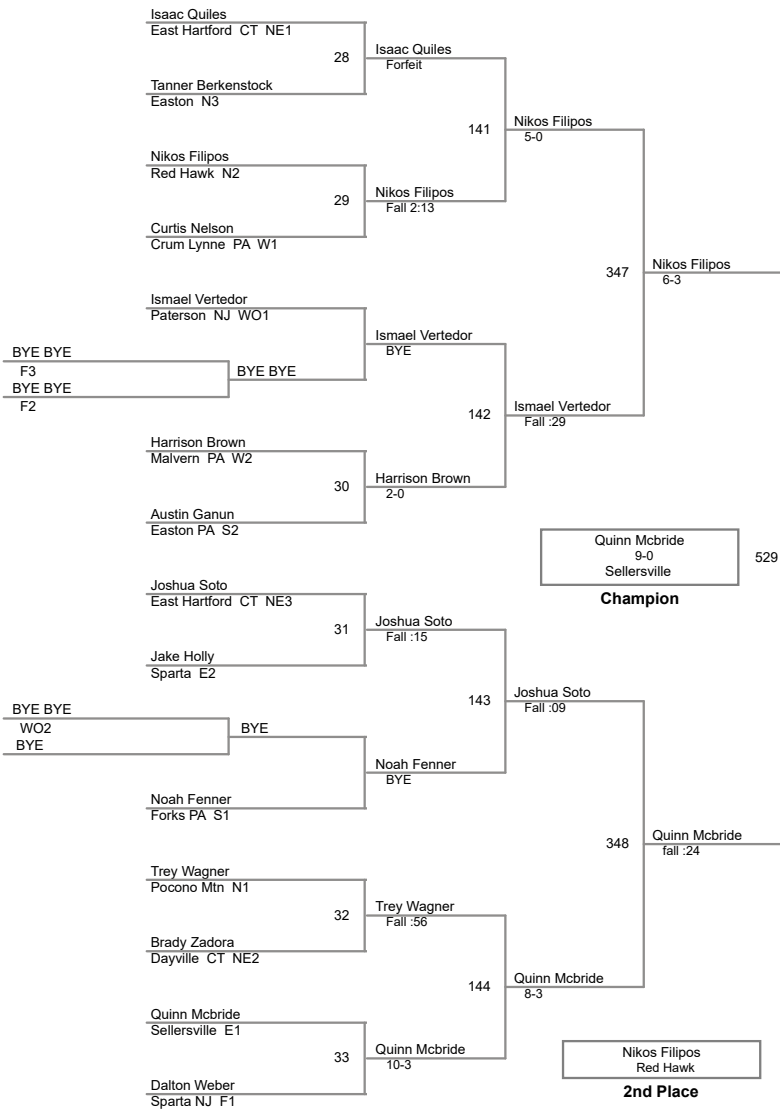 Isaac Quiles
East Hartford CT NE1
28
Isaac Quiles
Forfeit
Tanner Berkenstock
Easton N3
141
Nikos Filipos
5-0
Nikos Filipos
Red Hawk N2
29
Nikos Filipos
Fall 2:13
Curtis Nelson
Crum Lynne PA W1
347
Nikos Filipos
6-3
Ismael Vertedor
Paterson NJ WO1
Ismael Vertedor
BYE
BYE BYE
F3
BYE BYE
BYE BYE
F2
142
Ismael Vertedor
Fall :29
Harrison Brown
Malvern PA W2
30
Harrison Brown
2-0
Austin Ganun
Easton PA S2
Quinn Mcbride
9-0
Sellersville
529
Champion
Joshua Soto
East Hartford CT NE3
31
Joshua Soto
Fall :15
Jake Holly
Sparta E2
143
Joshua Soto
Fall :09
BYE BYE
WO2
BYE
BYE
Noah Fenner
BYE
Noah Fenner
Forks PA S1
348
Quinn Mcbride
fall :24
Trey Wagner
Pocono Mtn N1
32
Trey Wagner
Fall :56
Brady Zadora
Dayville CT NE2
144
Quinn Mcbride
8-3
Quinn Mcbride
Sellersville E1
33
Quinn Mcbride
10-3
Dalton Weber
Sparta NJ F1
Nikos Filipos
Red Hawk
2nd Place